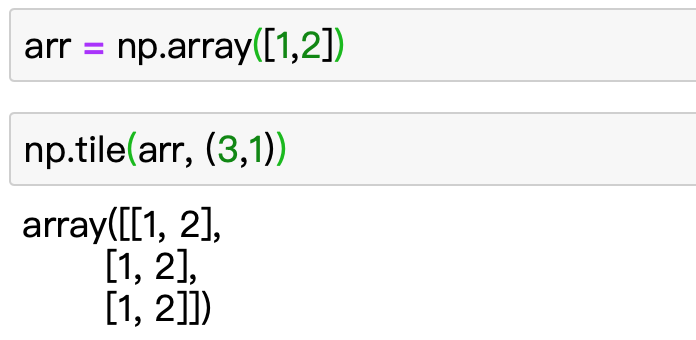 arr = np.array([1,2])
np.tile(arr, (3,1))
array([[1, 2],
[1, 2],
[1, 2]])